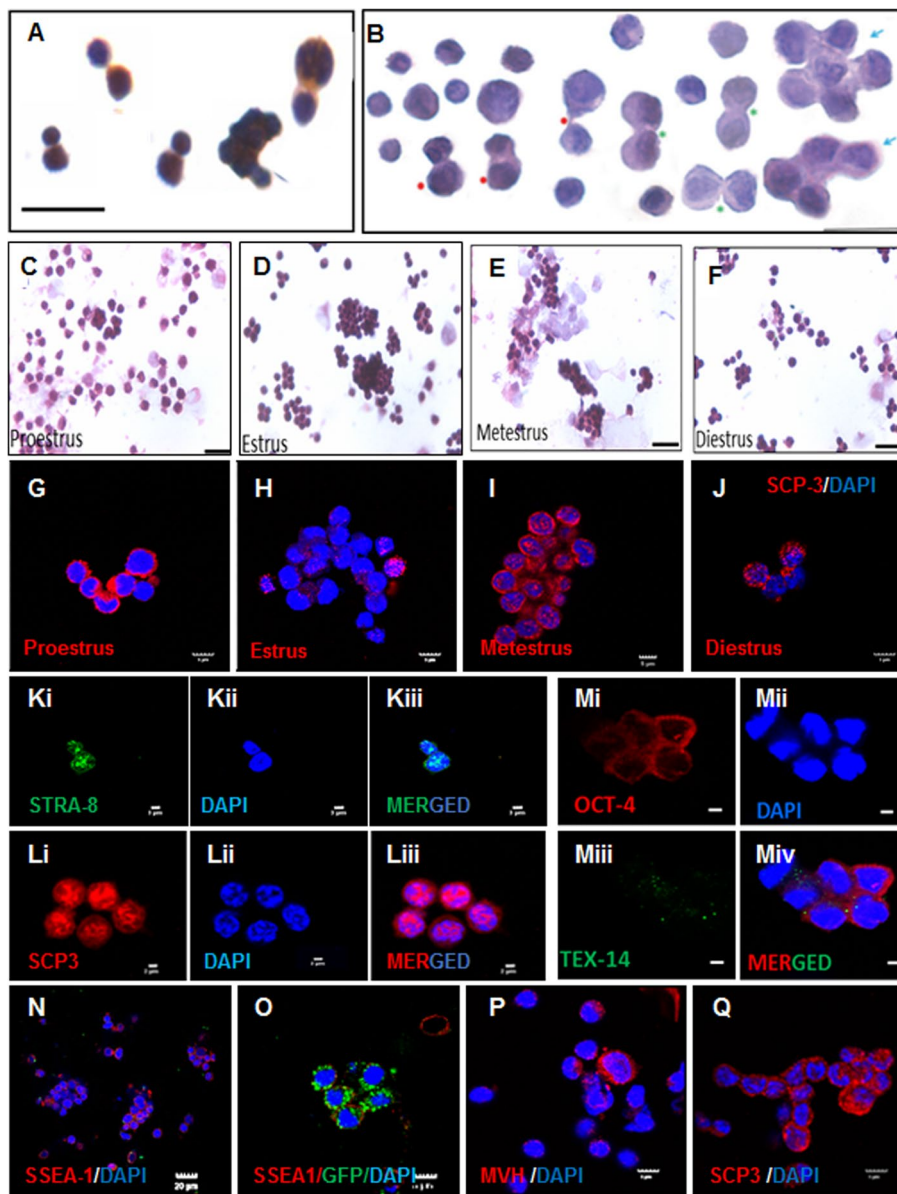 A
B
C
Proestrus
D
Estrus
E
Metestrus
F
Diestrus
G
Proestrus
H
Estrus
I
Metestrus
J
SCP-3/DAPI
Diestrus
Ki
STRA-8
Kii
DAPI
Kiii
MERGED
Mi
OCT-4
Mii
DAPI
Li
SCP3
Lii
DAPI
Liii
MERGED
Miii
TEX-14
Miv
MERGED
N
SSEA-1/DAPI
20 µm
O
SSEA1/GFP/DAPI
P
MVH /DAPI
Q
SCP3 /DAPI